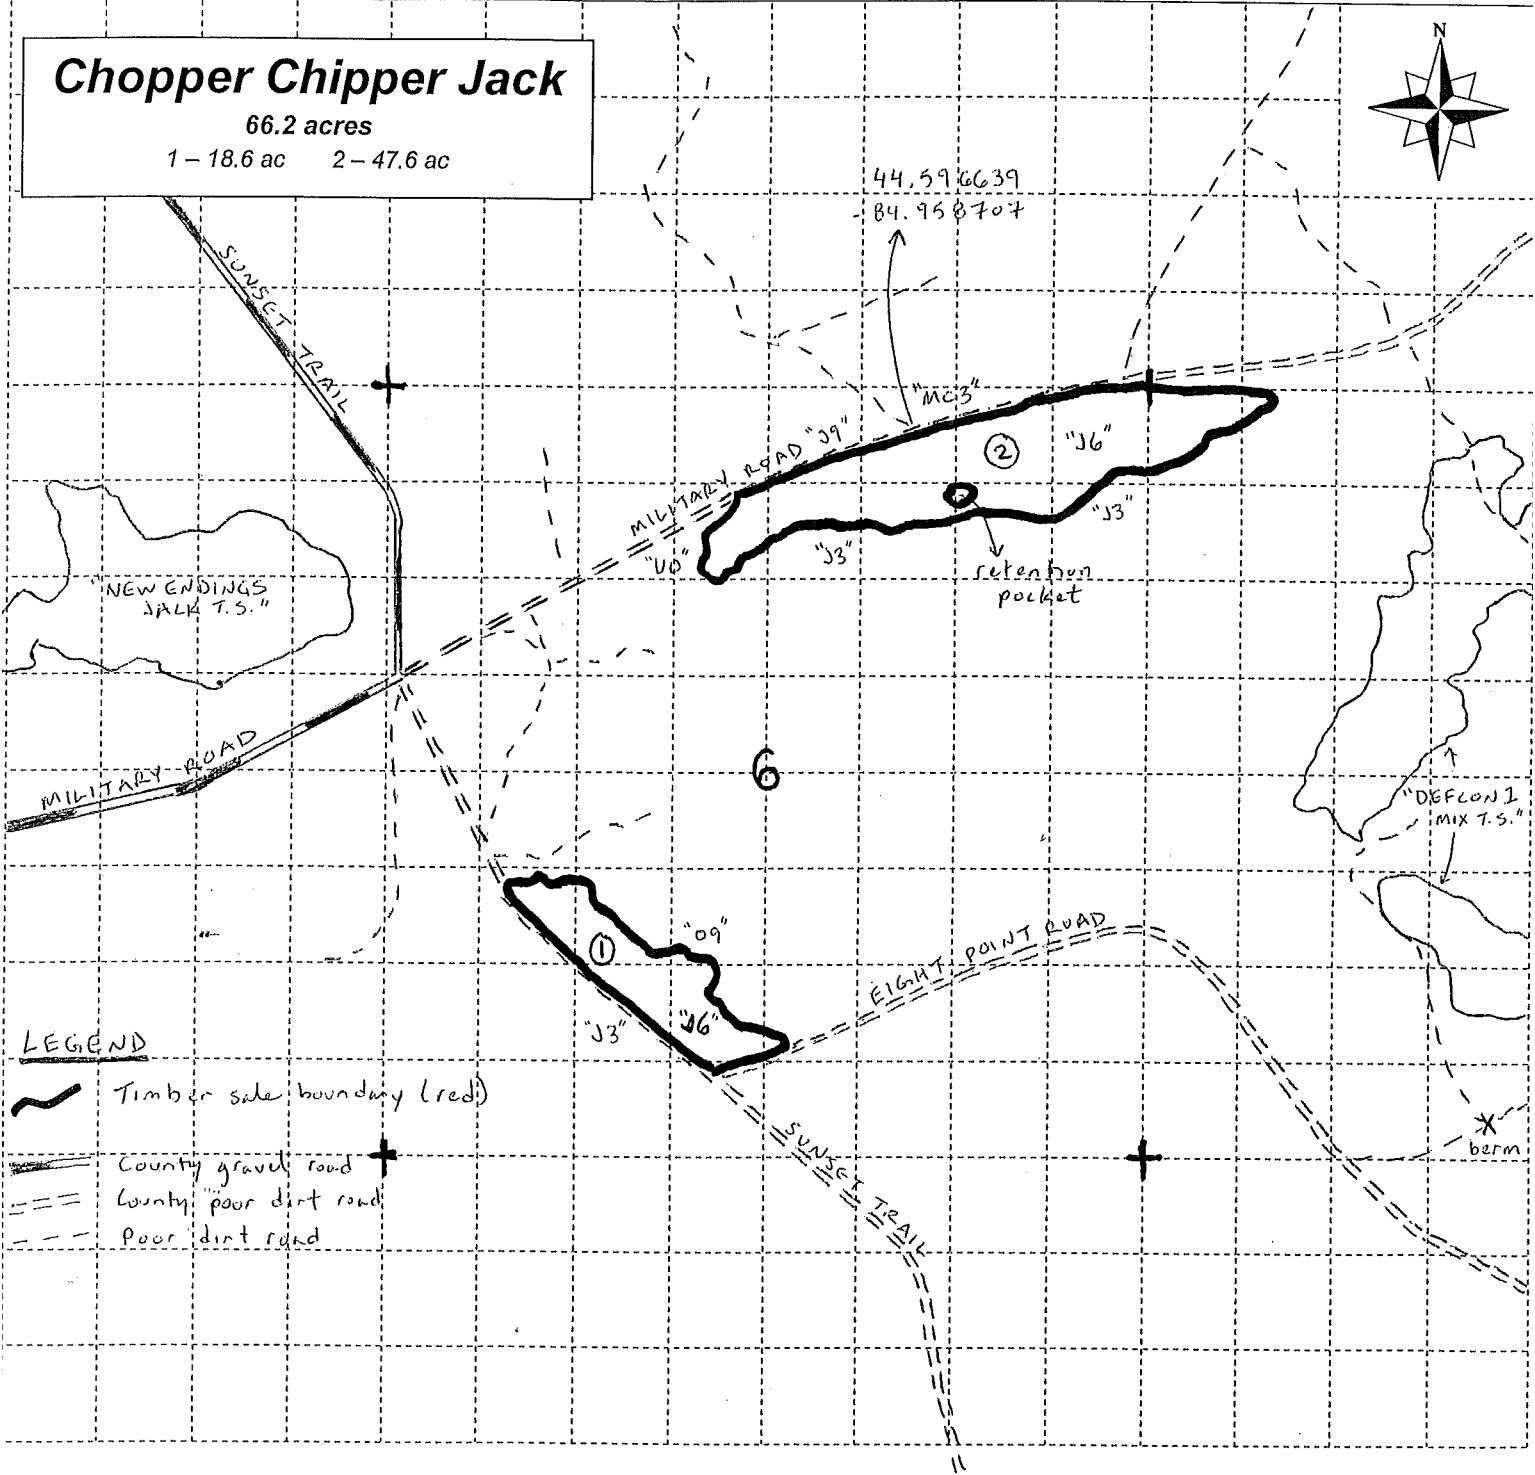 Chopper Chipper Jack
66.2 acres
1 – 18.6 ac 2 – 47.6 ac
N
44.596639
-84.958707
SUNSET TRAIL
"MC3"
"J9"
MILITARY ROAD
2
"J6"
"J3"
"U0"
"J3"
retention
pocket
"NEW ENDINGS
JACK T.S."
MILITARY ROAD
6
"DEFCON 1
MIX T.S."
1
"O9"
EIGHT POINT ROAD
"J3"
"J6"
LEGEND
Timber sale boundary (red)
County gravel road
County poor dirt road
Poor dirt road
SUNSET TRAIL
berm